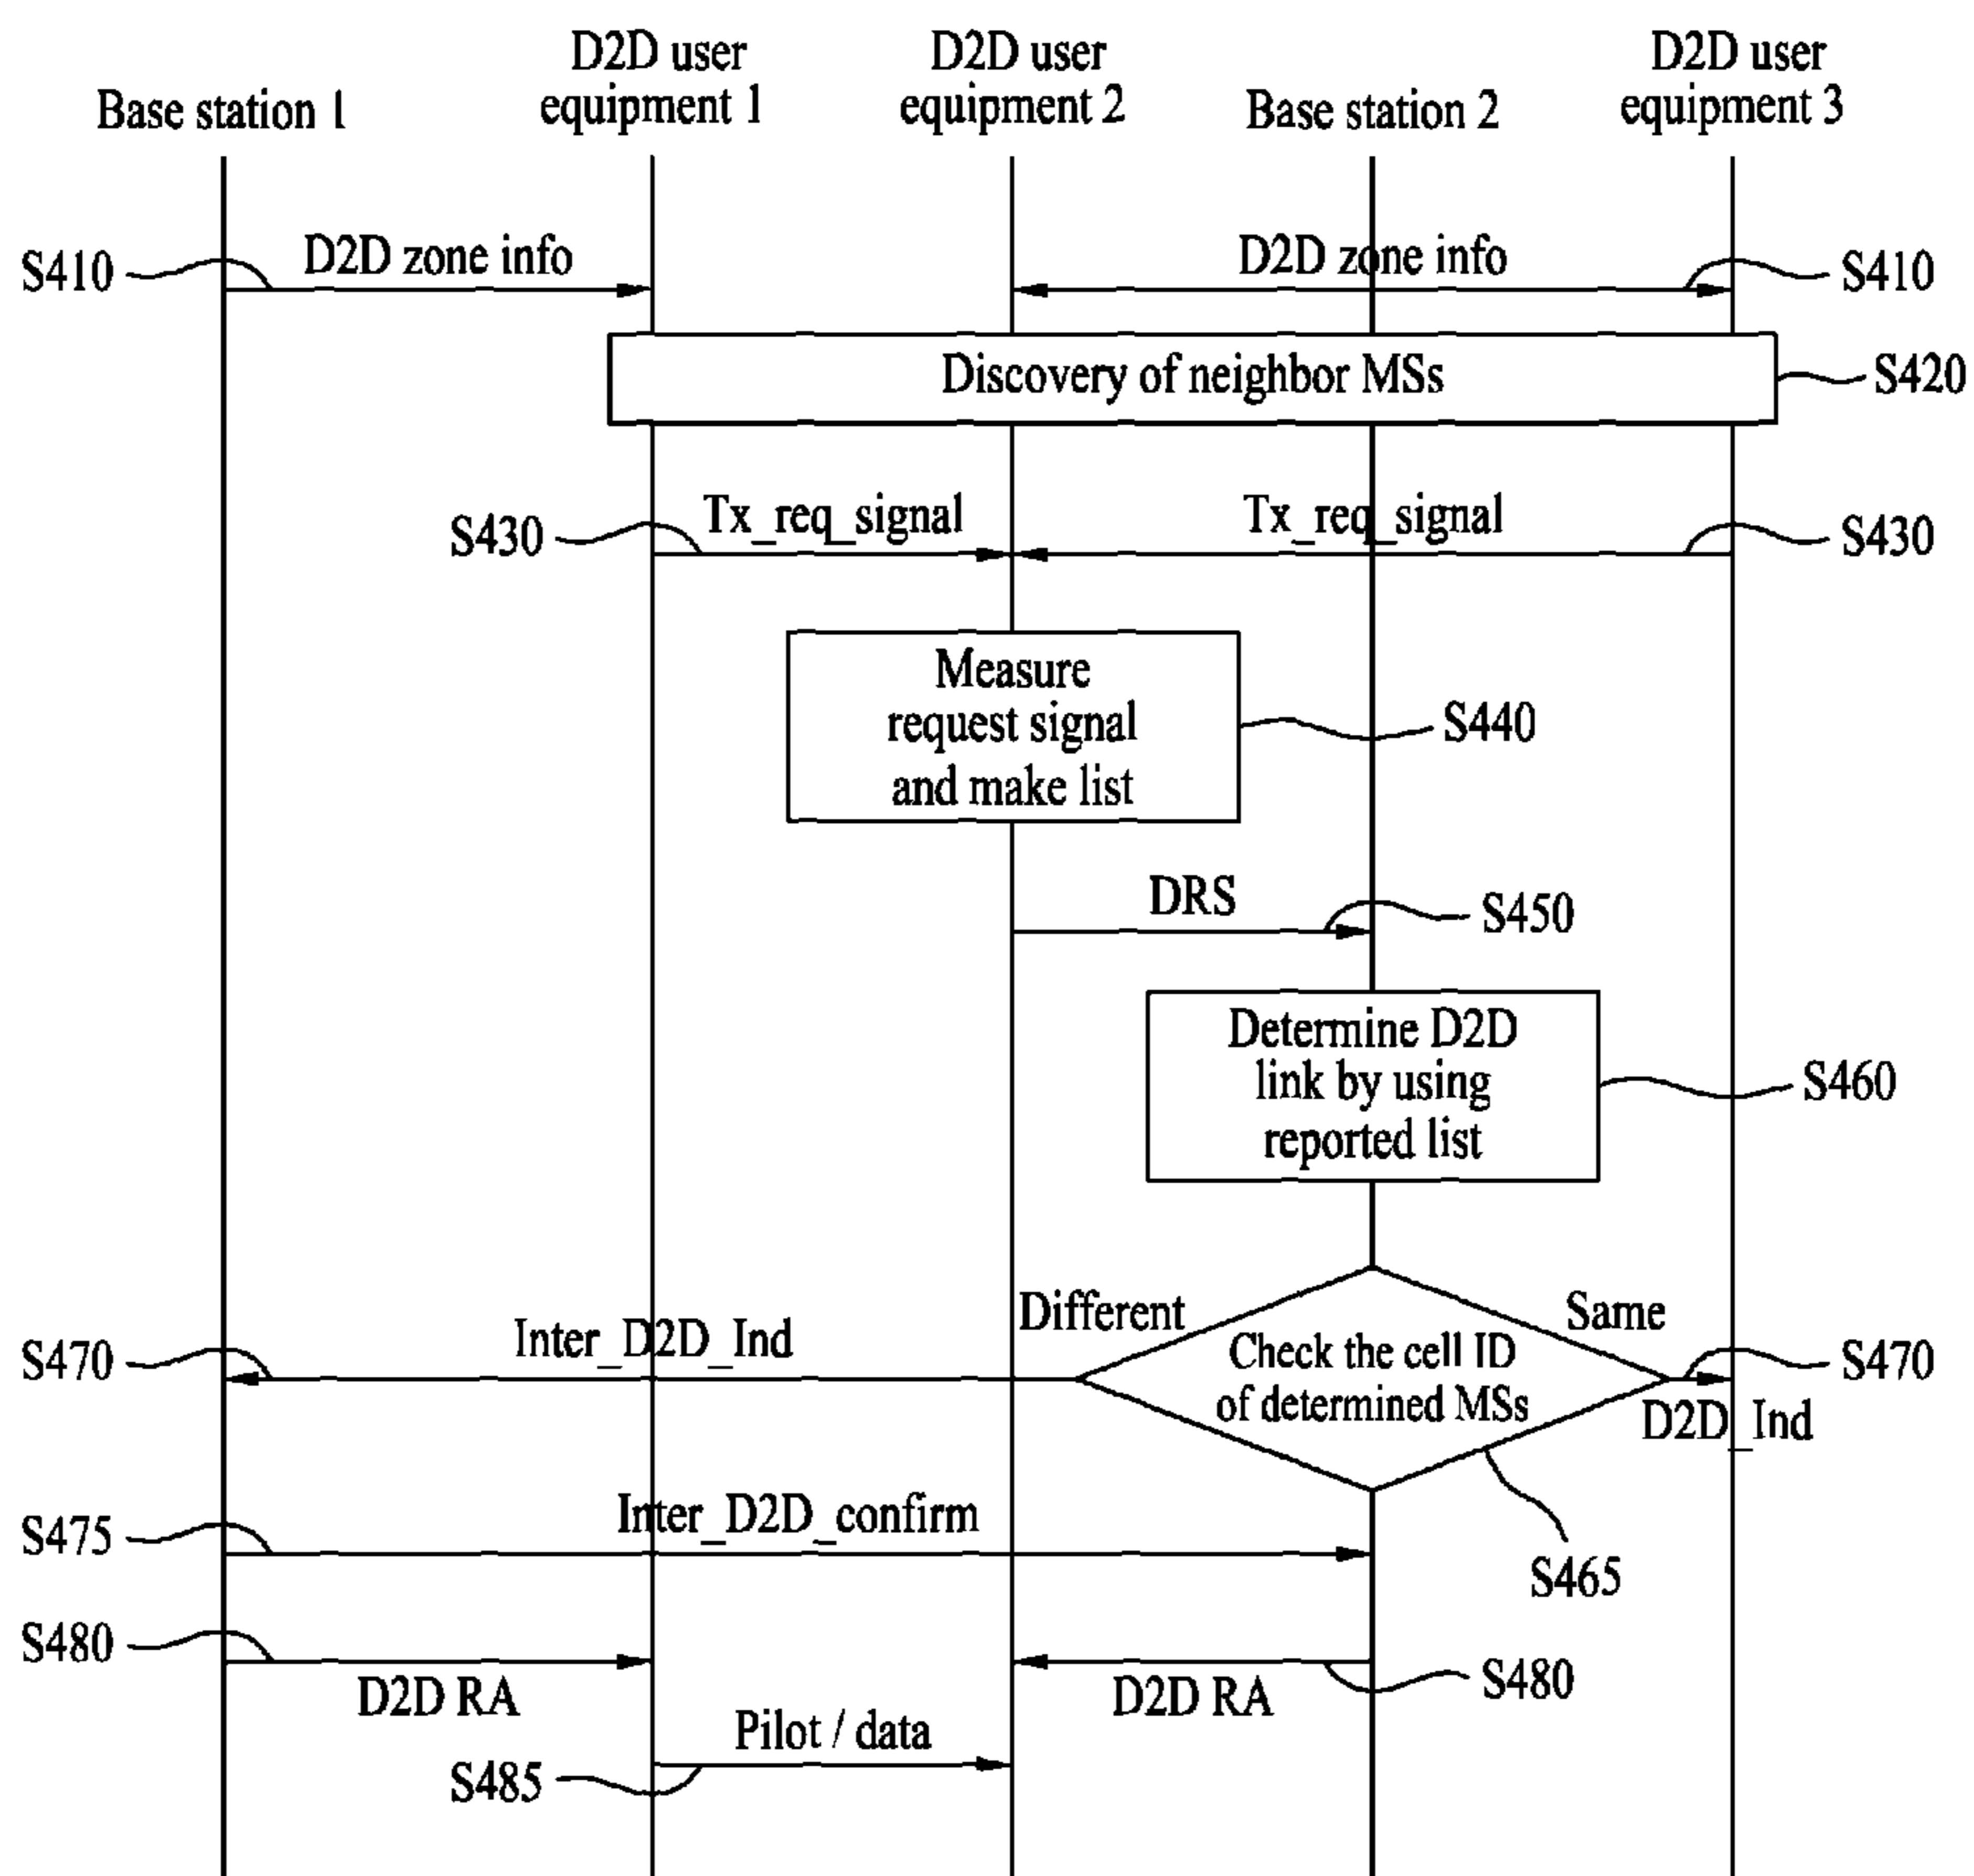 Base station 1
D2D user
equipment 1
D2D user
equipment 2
Base station 2
D2D user
equipment 3
S410
D2D zone info
D2D zone info
S410
Discovery of neighbor MSs
S420
S430
Tx_req_signal
Tx_req_signal
S430
Measure
request signal
and make list
S440
DRS
S450
Determine D2D
link by using
reported list
S460
S470
Inter_D2D_Ind
Different
Check the cell ID
of determined MSs
Same
S470
D2D_Ind
S475
Inter_D2D_confirm
S465
S480
D2D RA
D2D RA
S480
Pilot / data
S485